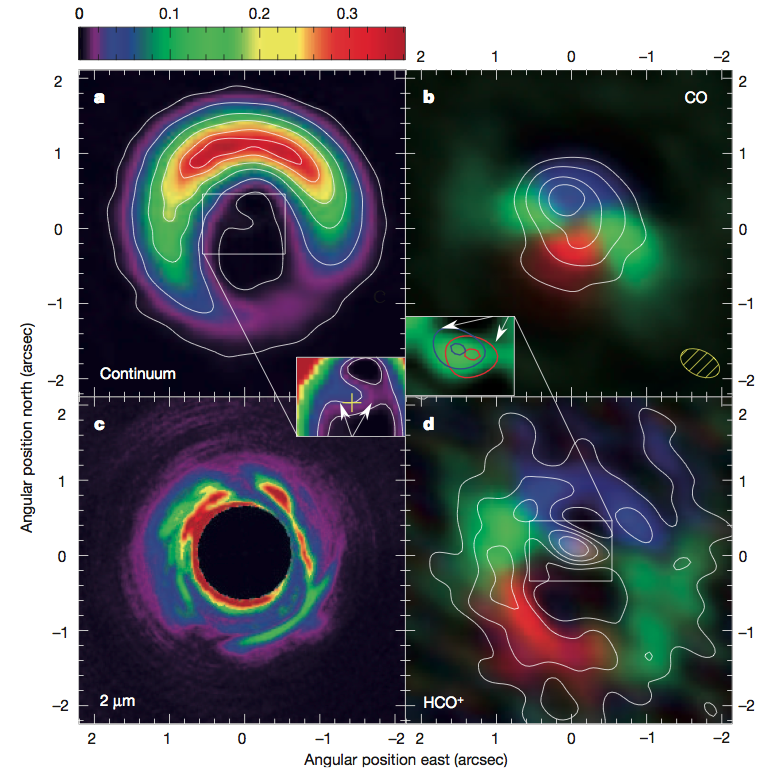 0 0.1 0.2 0.3
2 1 0 −1 −2
a
b
CO
2
1
0
−1
−2
2
1
0
−1
−2
Continuum
c
d
2
1
0
−1
−2
2
1
0
−1
−2
2 μm
HCO+
2 1 0 −1 −2
2 1 0 −1 −2
Angular position north (arcsec)
Angular position east (arcsec)